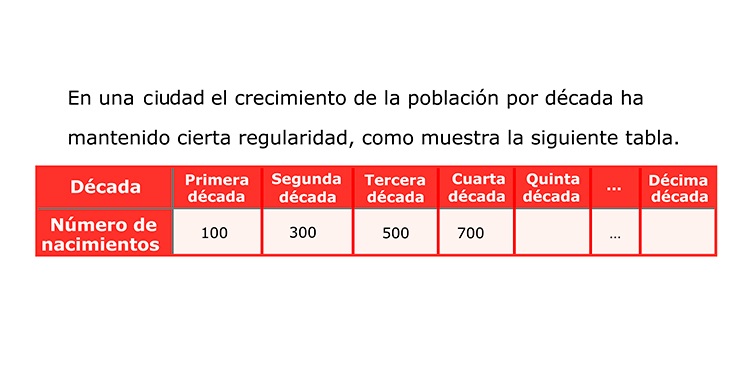 En una ciudad el crecimiento de la población por década ha
mantenido cierta regularidad, como muestra la siguiente tabla.
Década Primera década Segunda década Tercera década Cuarta década Quinta década ... Décima década
Número de nacimientos 100 300 500 700 ...